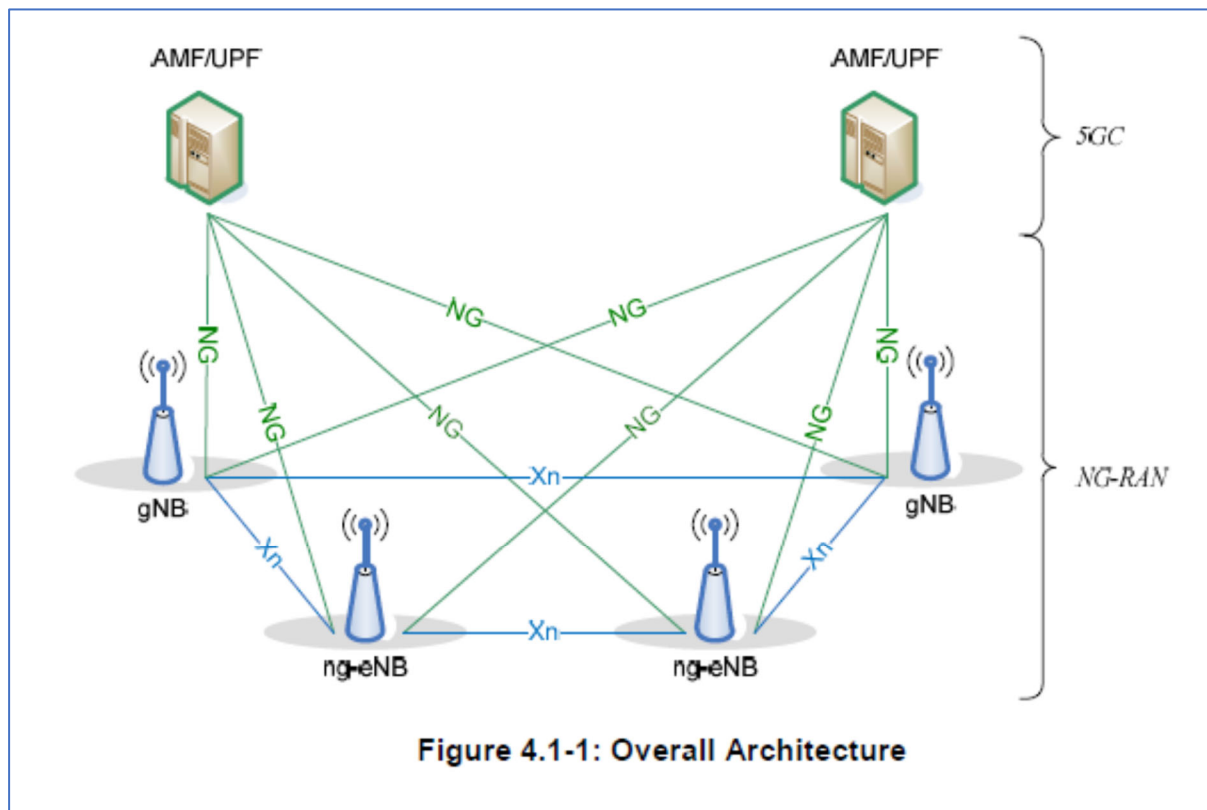 AMF/UPF
AMF/UPF
5GC
NG
NG
NG
NG
NG
NG
NG
NG
gNB
Xn
gNB
NG-RAN
Xn
Xn
ng-eNB
Xn
ng-eNB
Figure 4.1-1: Overall Architecture